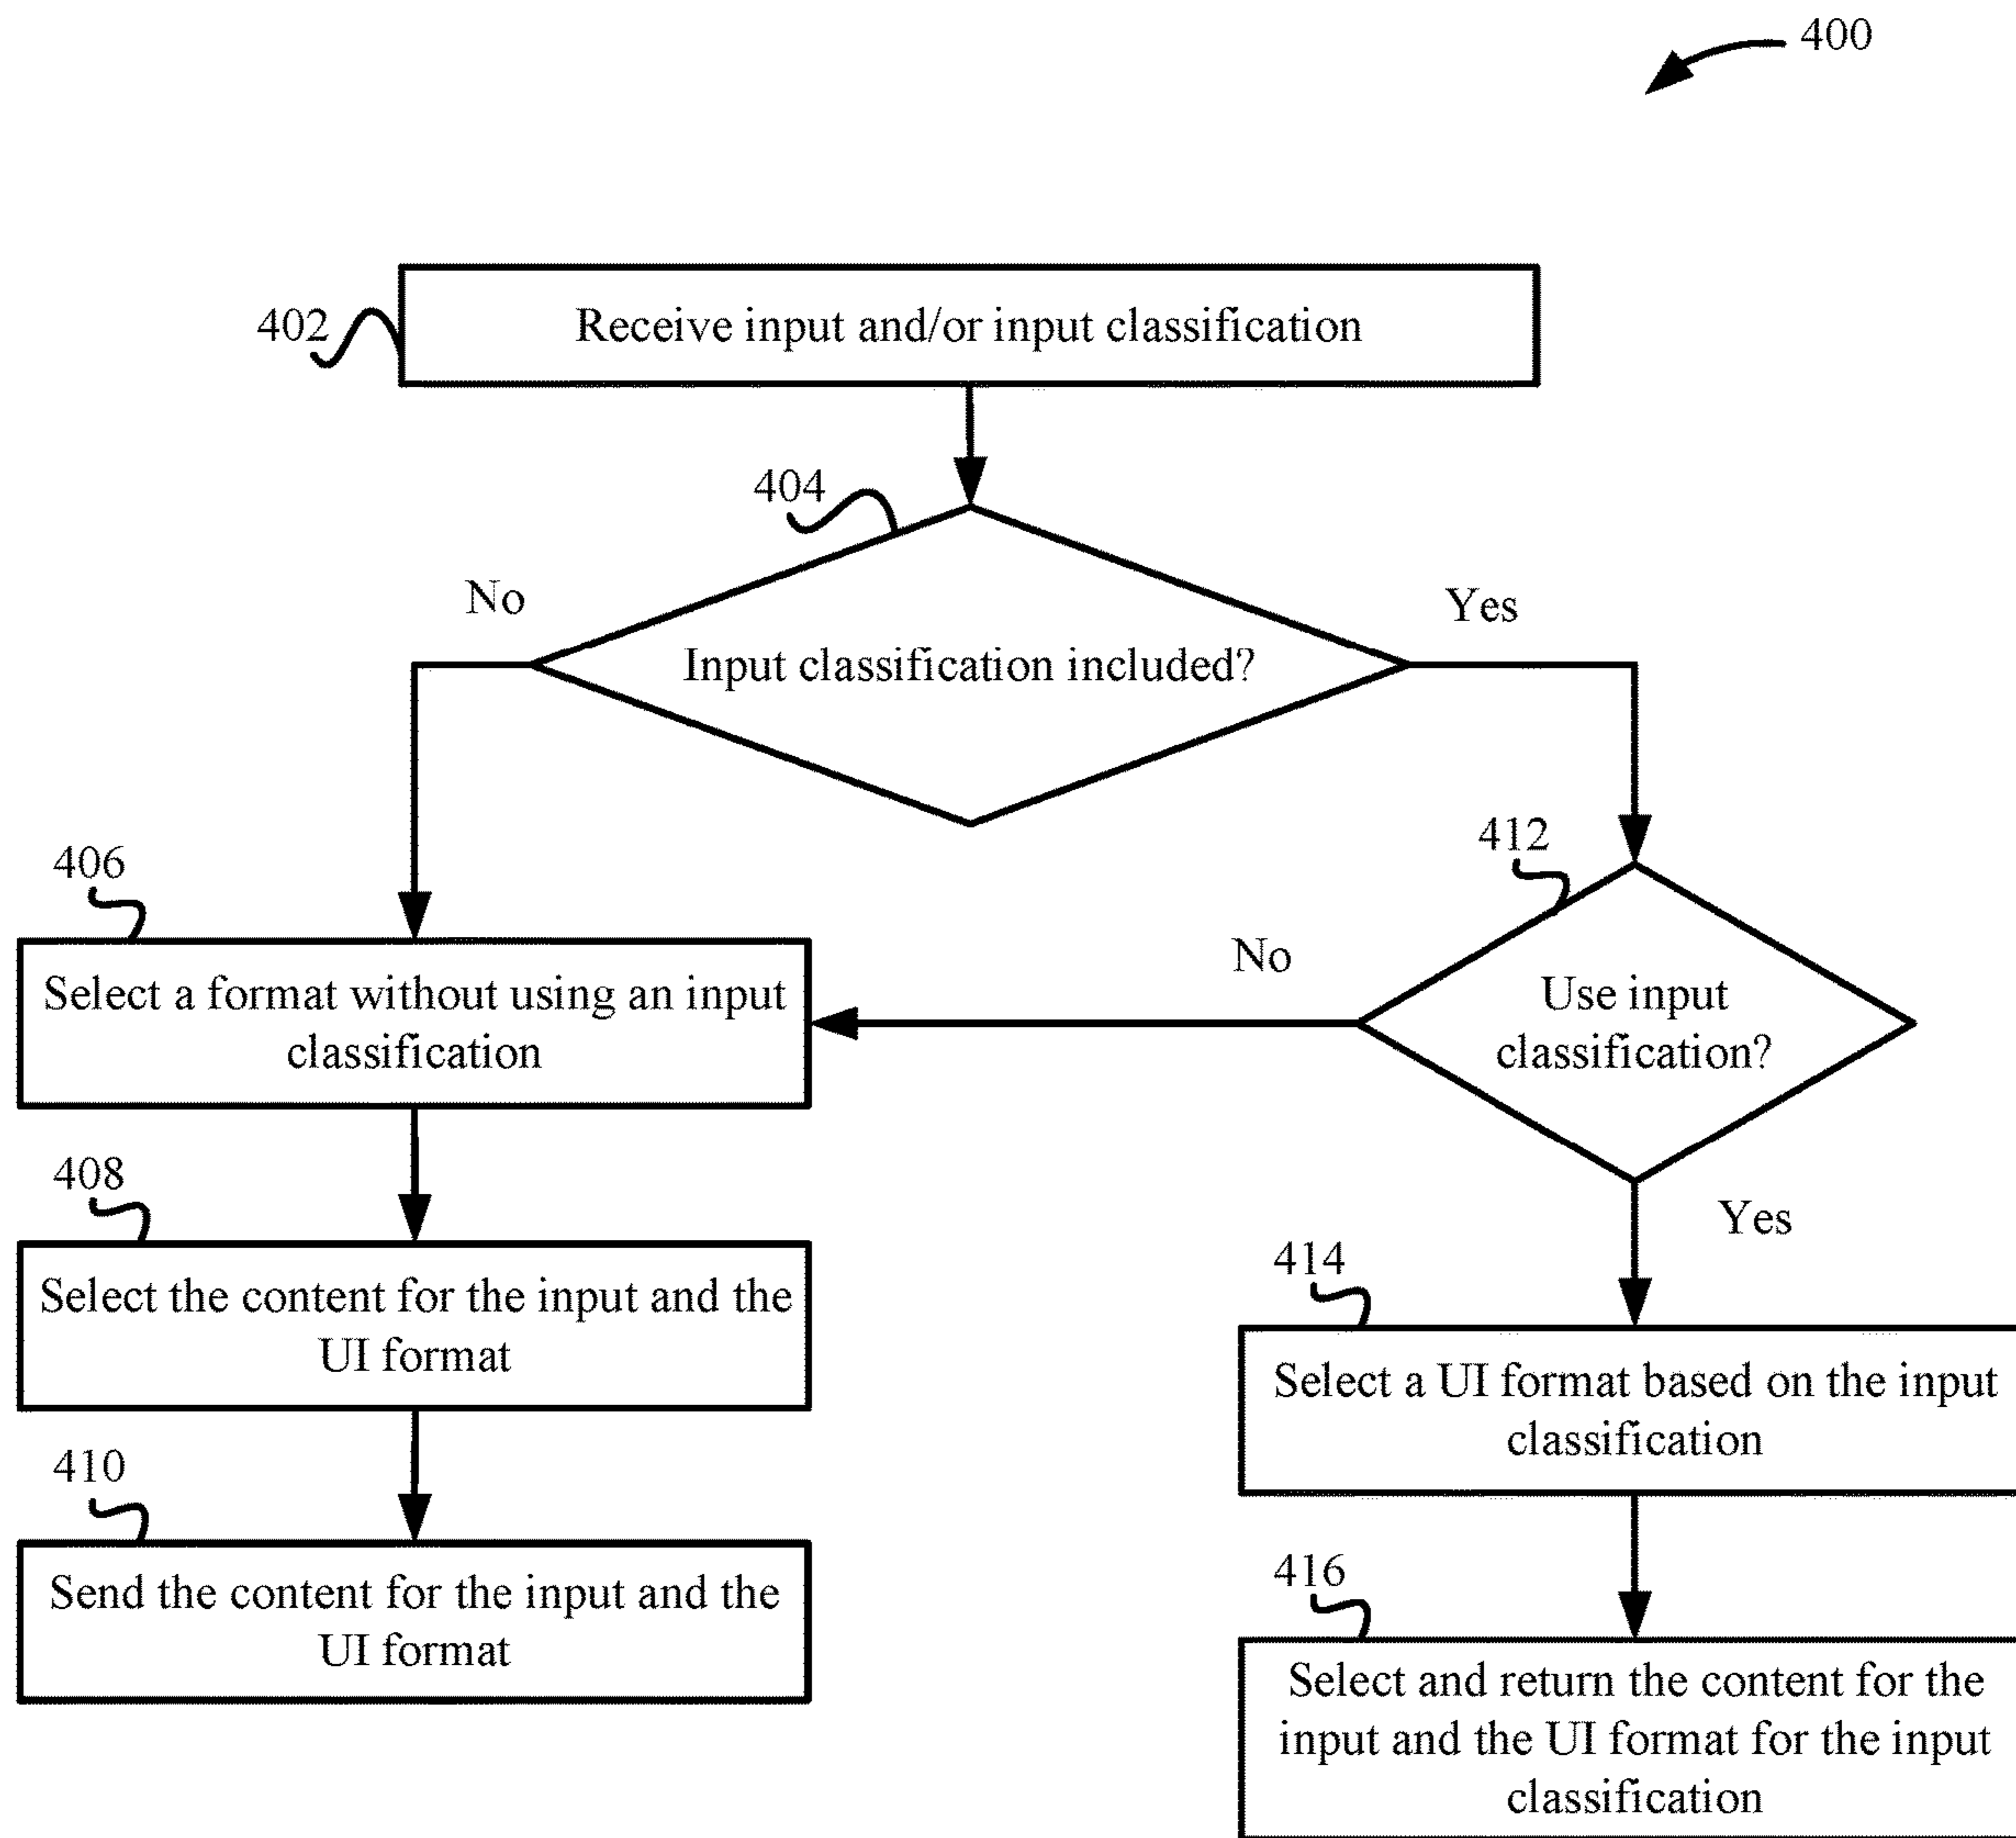 400
402
Receive input and/or input classification
404
No
Yes
Input classification included?
406
412
Select a format without using an input
classification
No
Use input
classification?
408
Yes
Select the content for the input and the
UI format
414
Select a UI format based on the input
classification
410
Send the content for the input and the
UI format
416
Select and return the content for the
input and the UI format for the input
classification